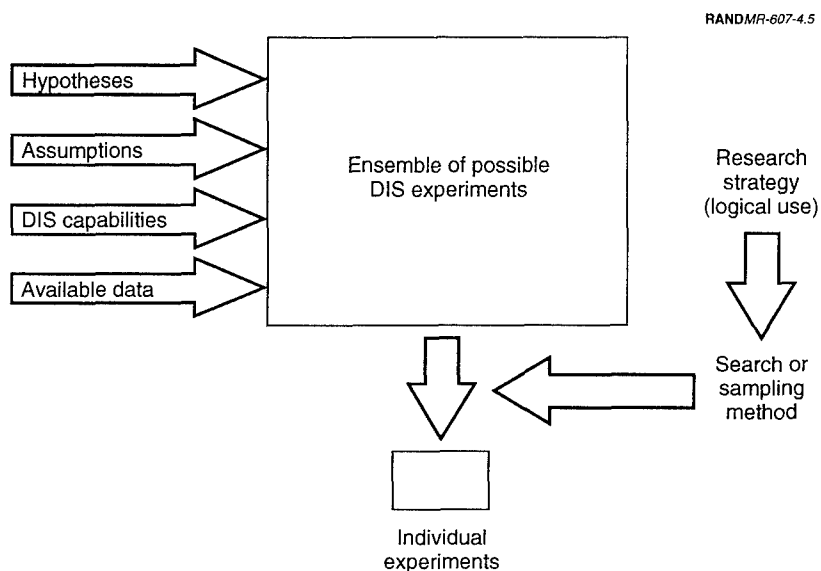 RANDMR-607-4.5
Hypotheses
Assumptions
DIS capabilities
Available data
Ensemble of possible
DIS experiments
Research
strategy
(logical use)
Search or
sampling
method
Individual
experiments